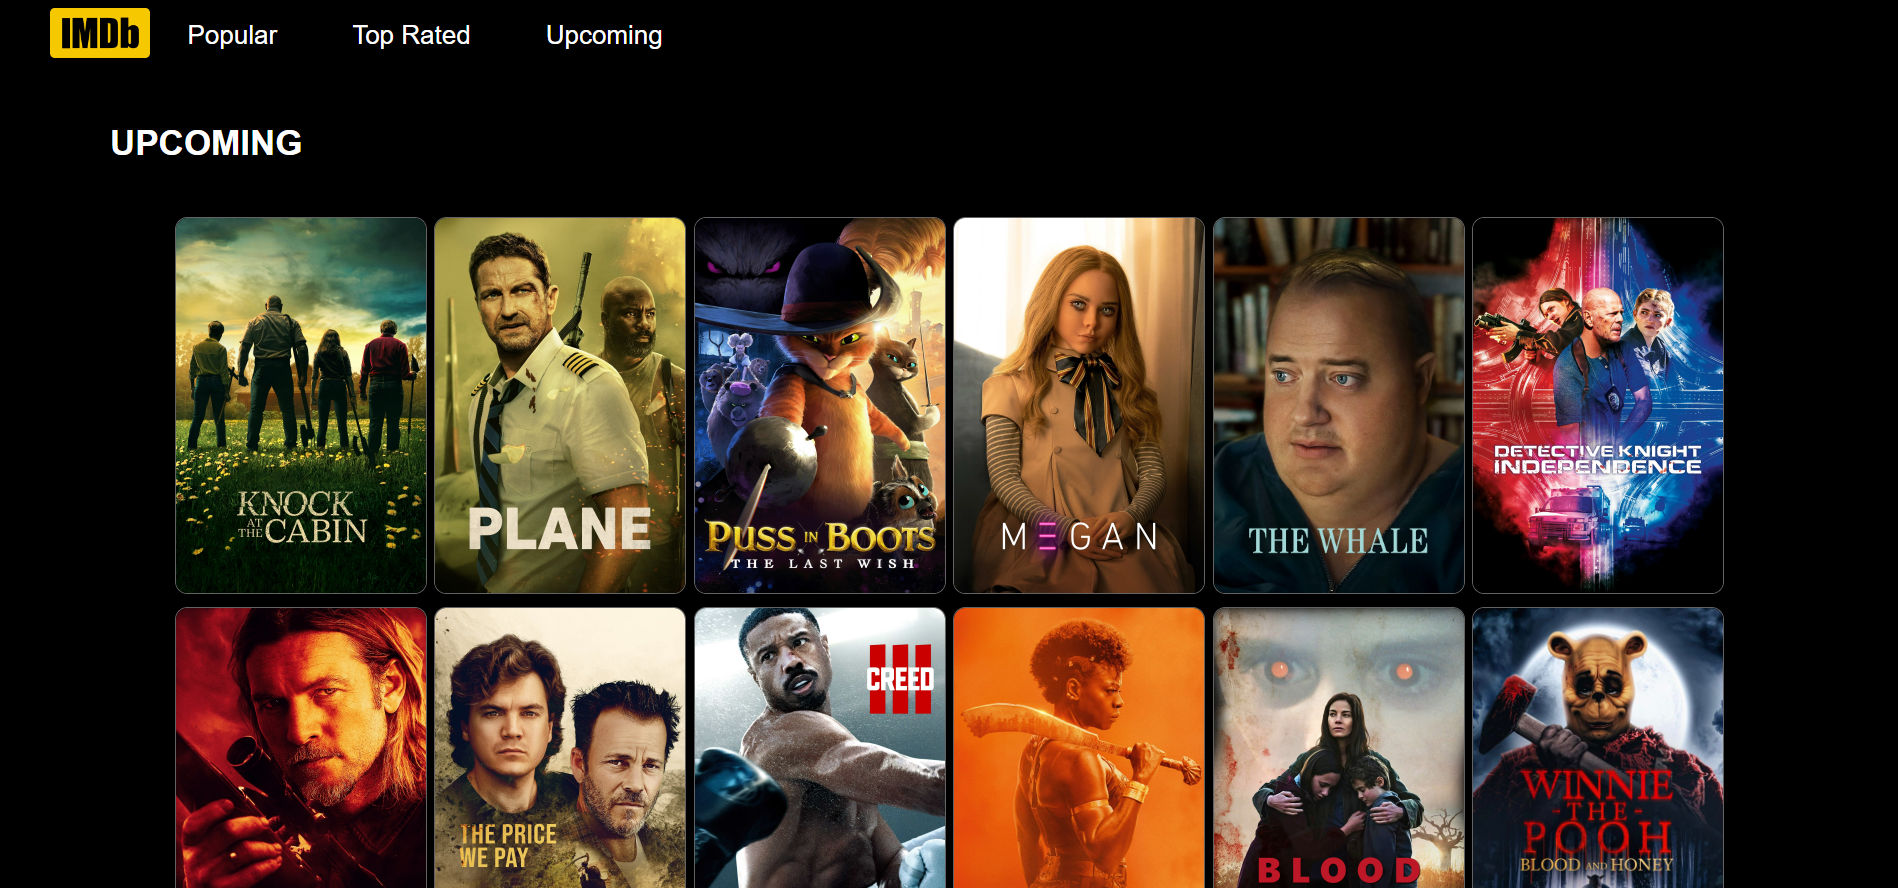 IMDb
Popular
Top Rated
Upcoming
UPCOMING
KNOCK
AT
THE CABIN
PLANE
PUSS IN BOOTS
THE LAST WISH
M3GAN
THE WHALE
DETECTIVE KNIGHT
INDEPENDENCE
THE PRICE
WE PAY
CREED
III
BLOOD
WINNIE
-THE-
POOH
BLOOD AND HONEY